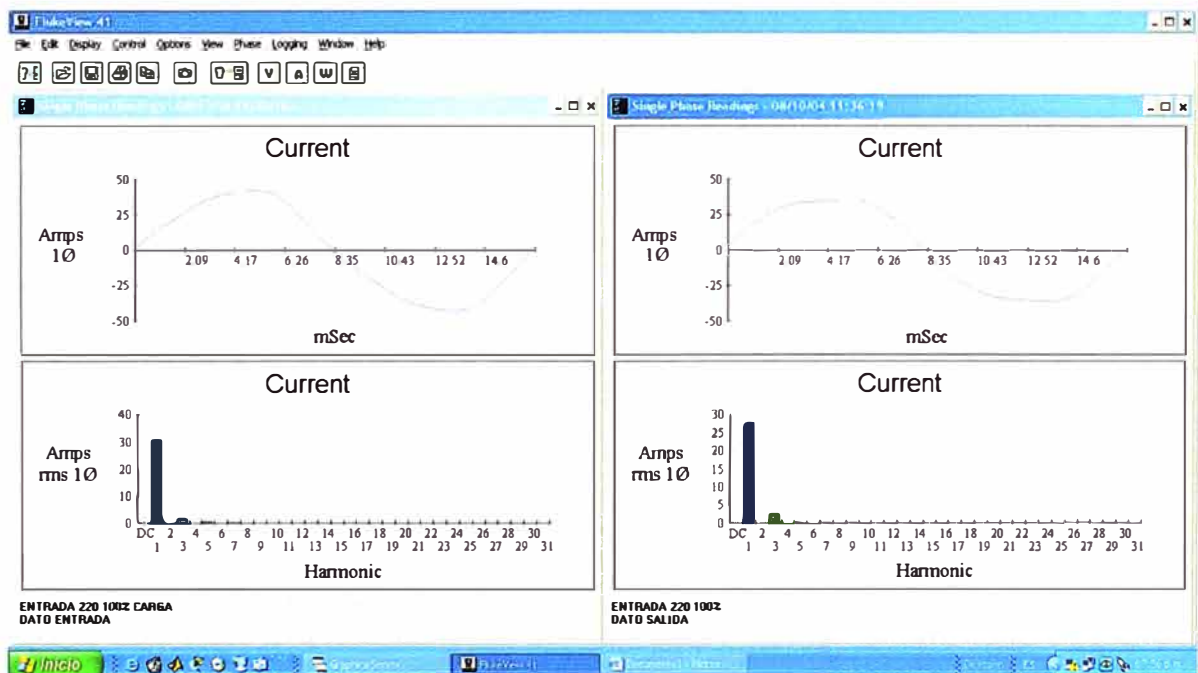 FlukeView 41
File Edit Display Control Options View Phase Logging Window Help
V A W
Single Phase Readings - 08/10/04 11:36:19
Current
50
25
0
-25
-50
Amps
1Ø
2.09 4.17 6.26 8.35 10.43 12.52 14.6
mSec
Current
50
25
0
-25
-50
Amps
1Ø
2.09 4.17 6.26 8.35 10.43 12.52 14.6
mSec
Current
40
30
20
10
0
Amps
rms 1Ø
DC 2 4 6 8 10 12 14 16 18 20 22 24 26 28 30
1 3 5 7 9 11 13 15 17 19 21 23 25 27 29 31
Harmonic
Current
30
25
20
15
10
5
0
Amps
rms 1Ø
DC 2 4 6 8 10 12 14 16 18 20 22 24 26 28 30
1 3 5 7 9 11 13 15 17 19 21 23 25 27 29 31
Harmonic
ENTRADA 220 100% CARGA
DATO ENTRADA
ENTRADA 220 100%
DATO SALIDA
Inicio
FlukeView 41
ES